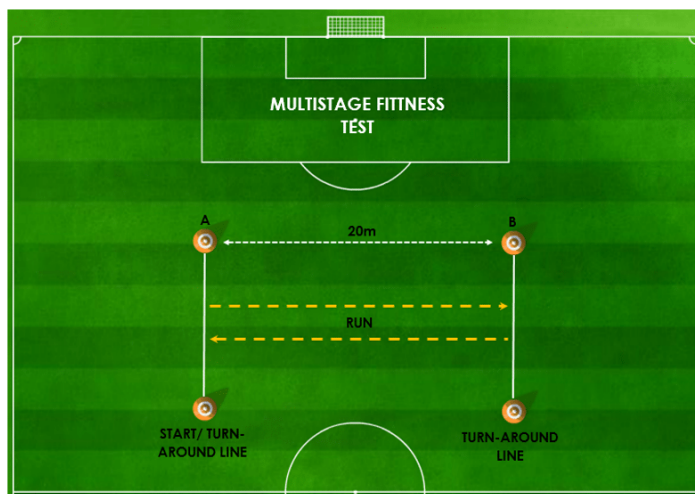 MULTISTAGE FITTNESS
TEST
A
B
20m
RUN
START/ TURN-
AROUND LINE
TURN-AROUND
LINE